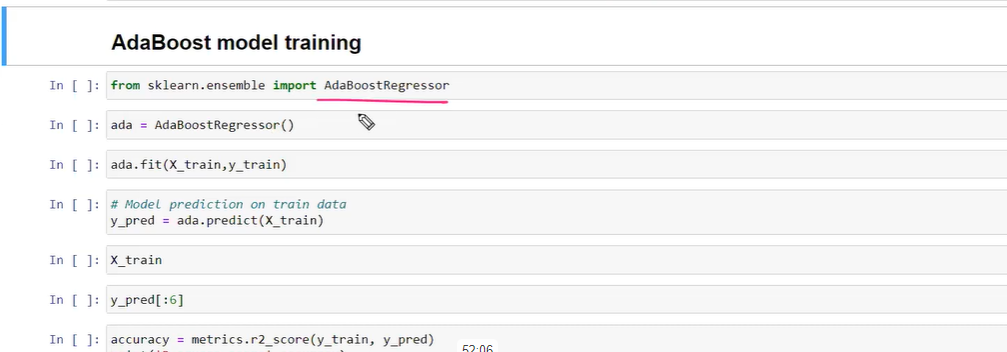 AdaBoost model training
In [ ]: from sklearn.ensemble import AdaBoostRegressor
In [ ]: ada = AdaBoostRegressor()
In [ ]: ada.fit(X_train,y_train)
In [ ]: # Model prediction on train data
y_pred = ada.predict(X_train)
In [ ]: X_train
In [ ]: y_pred[:6]
In [ ]: accuracy = metrics.r2_score(y_train, y_pred)
52:06